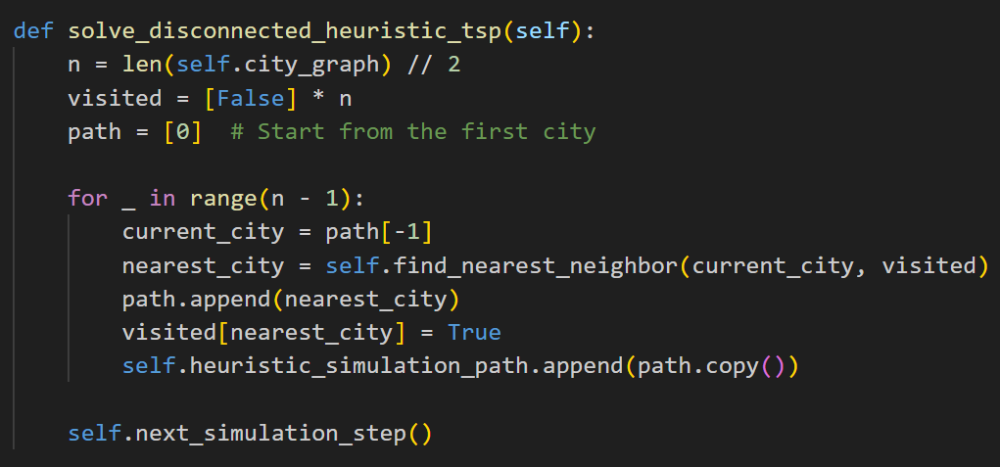 def solve_disconnected_heuristic_tsp(self):
    n = len(self.city_graph) // 2
    visited = [False] * n
    path = [0]  # Start from the first city

    for _ in range(n - 1):
        current_city = path[-1]
        nearest_city = self.find_nearest_neighbor(current_city, visited)
        path.append(nearest_city)
        visited[nearest_city] = True
        self.heuristic_simulation_path.append(path.copy())

    self.next_simulation_step()